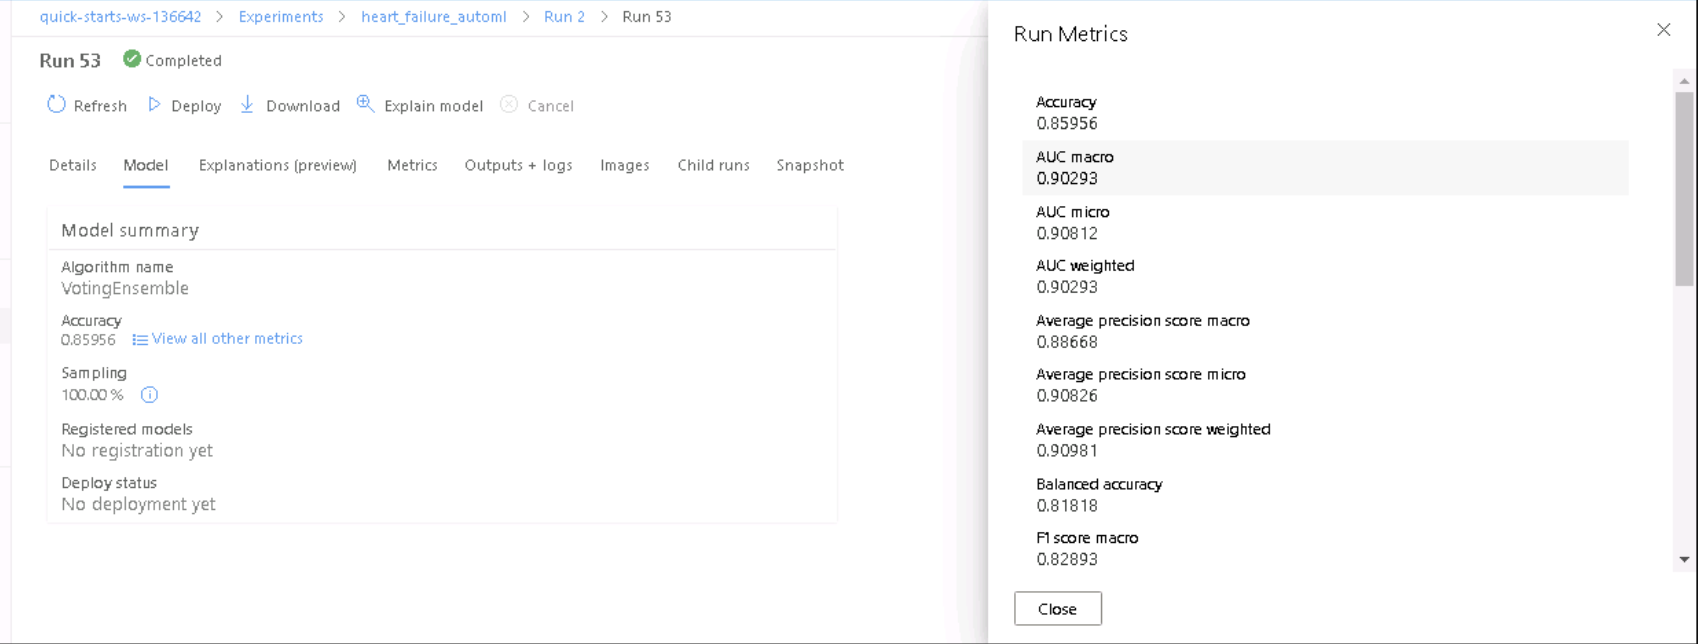 quick-starts-ws-136642 > Experiments > heart_failure_automl > Run 2 > Run 53
Run 53 Completed
Refresh Deploy Download Explain model Cancel
Details Model Explanations (preview) Metrics Outputs + logs Images Child runs Snapshot
Model summary
Algorithm name
VotingEnsemble
Accuracy
0.85956 View all other metrics
Sampling
100.00 %
Registered models
No registration yet
Deploy status
No deployment yet
Run Metrics
Accuracy
0.85956
AUC macro
0.90293
AUC micro
0.90812
AUC weighted
0.90293
Average precision score macro
0.88668
Average precision score micro
0.90826
Average precision score weighted
0.90981
Balanced accuracy
0.81818
F1 score macro
0.82893
Close